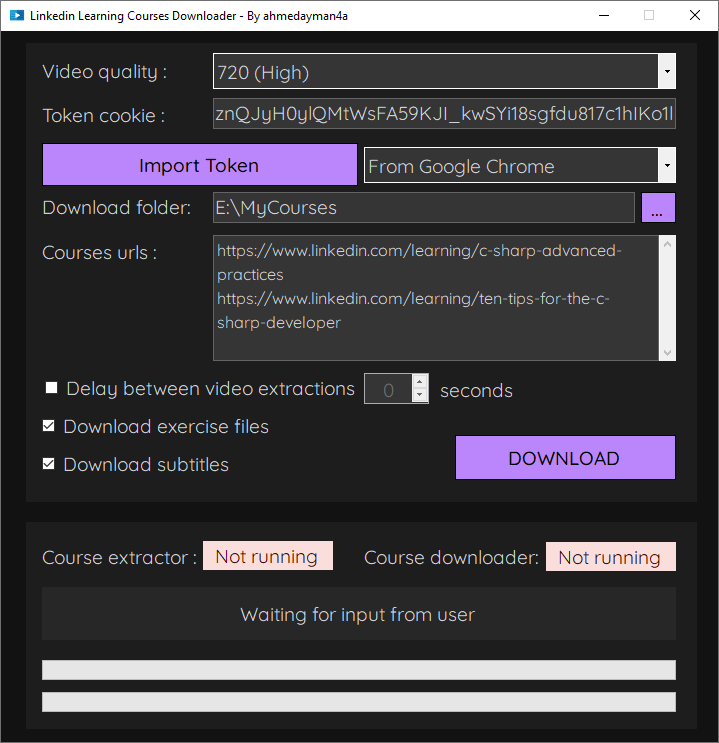 Linkedin Learning Courses Downloader - By ahmedayman4a
Video quality :
720 (High)
Token cookie :
znQJyH0ylQMtWsFA59KJI_kwSYi18sgfdu817c1hIKo1l
Import Token
From Google Chrome
Download folder:
E:\MyCourses
...
Courses urls :
https://www.linkedin.com/learning/c-sharp-advanced-
practices
https://www.linkedin.com/learning/ten-tips-for-the-c-
sharp-developer
Delay between video extractions
0
seconds
Download exercise files
Download subtitles
DOWNLOAD
Course extractor :
Not running
Course downloader:
Not running
Waiting for input from user